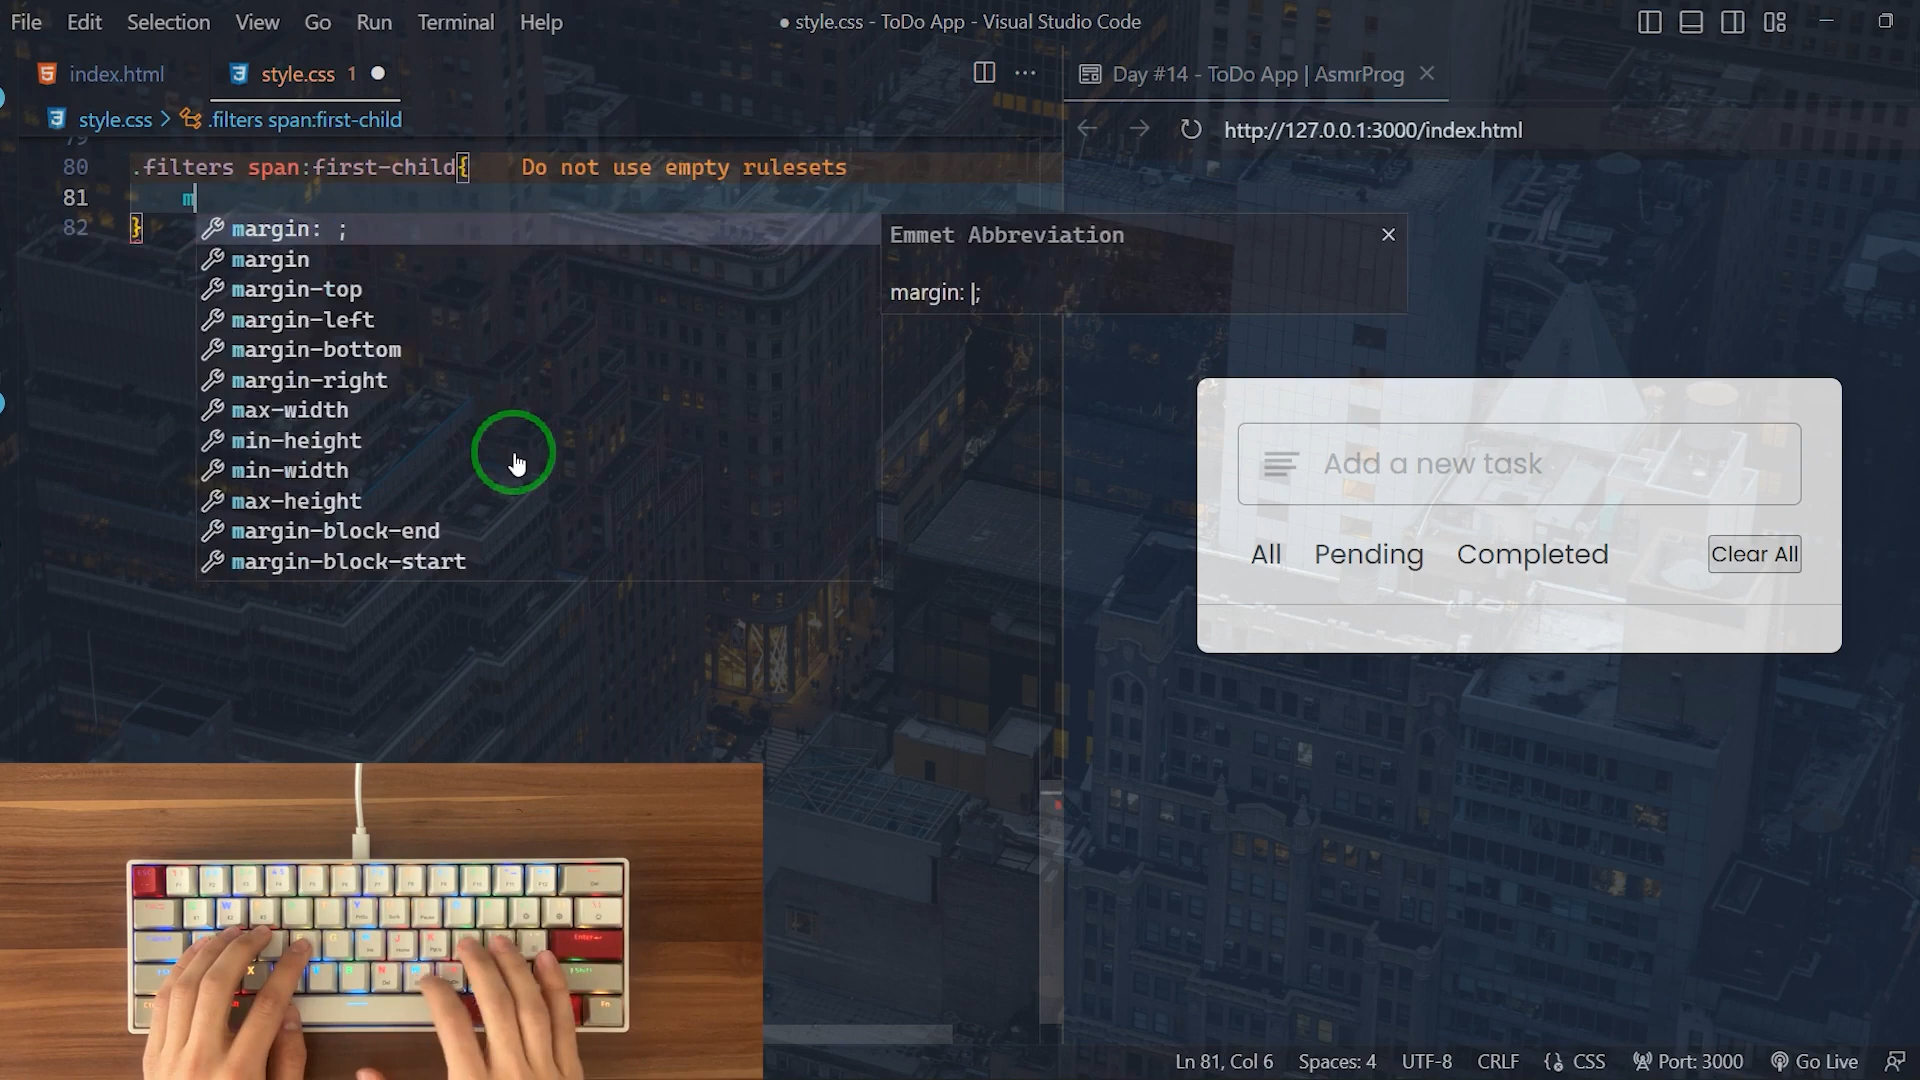 File Edit Selection View Go Run Terminal Help
● style.css - ToDo App - Visual Studio Code
index.html
style.css 1
Day #14 - ToDo App | AsmrProg
style.css > .filters span:first-child
http://127.0.0.1:3000/index.html
79
80 .filters span:first-child{ Do not use empty rulesets
81 m
82 }
margin: ;
margin
margin-top
margin-left
margin-bottom
margin-right
max-width
min-height
min-width
max-height
margin-block-end
margin-block-start
Emmet Abbreviation
margin: |;
Add a new task
All Pending Completed Clear All
Ln 81, Col 6 Spaces: 4 UTF-8 CRLF CSS Port: 3000 Go Live